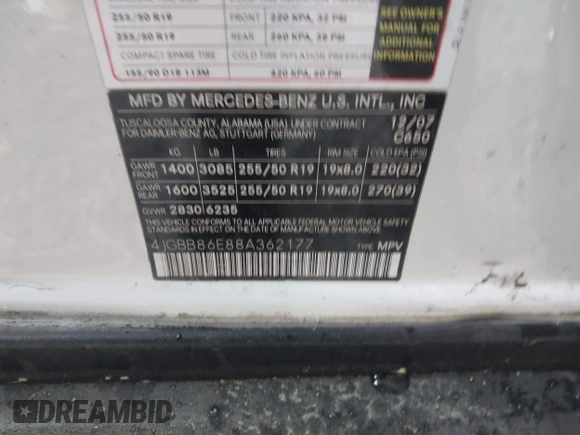 255/50 R19 FRONT 220 KPA, 32 PSI
255/50 R19 REAR 260 KPA, 38 PSI
COMPACT SPARE TIRE COLD TIRE INFLATION PRESSURE
155/90 D18 113M 420 KPA, 60 PSI
SEE OWNER'S
MANUAL FOR
ADDITIONAL
INFORMATION
MFD BY MERCEDES-BENZ U.S. INTL., INC
TUSCALOOSA COUNTY, ALABAMA (USA) UNDER CONTRACT 12/07
FOR DAIMLER-BENZ AG, STUTTGART (GERMANY) C650
KG LB TIRES RIM SIZE COLD KPA (PSI)
GAWR FRONT 1400 3085 255/50 R19 19x8.0 220(32)
GAWR REAR 1600 3525 255/50 R19 19x8.0 270(39)
GVWR 2830 6235
THIS VEHICLE CONFORMS TO ALL APPLICABLE FEDERAL MOTOR VEHICLE SAFETY
STANDARDS IN EFFECT ON THE DATE OF MANUFACTURE SHOWN ABOVE.
4JGBB86E88A362177 TYPE MPV
DREAMBID